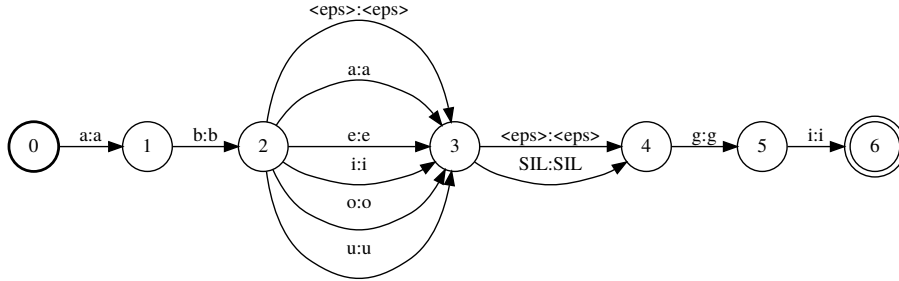 <eps>:<eps>
a:a
a:a
b:b
e:e
<eps>:<eps>
g:g
i:i
0
1
2
3
4
5
6
i:i
SIL:SIL
o:o
u:u